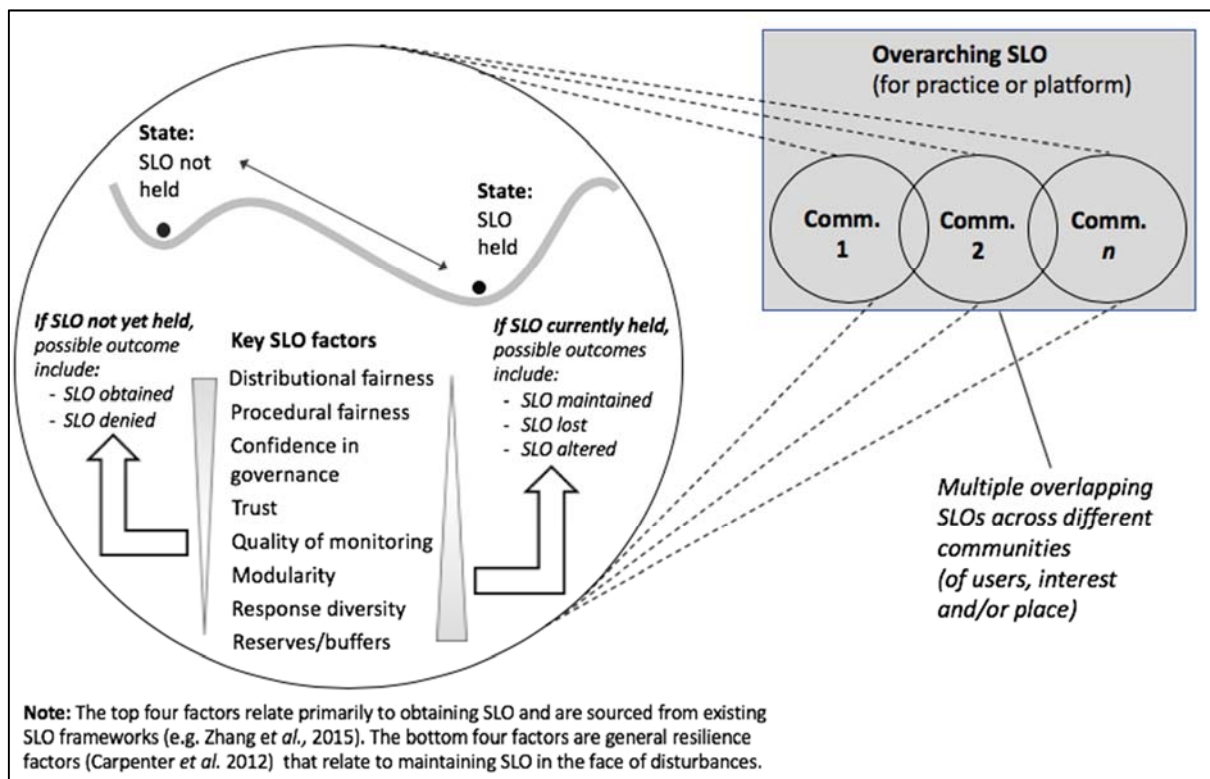 State:
SLO not
held
State:
SLO
held
If SLO not yet held,
possible outcome
include:
- SLO obtained
- SLO denied
Key SLO factors
Distributional fairness
Procedural fairness
Confidence in
governance
Trust
Quality of monitoring
Modularity
Response diversity
Reserves/buffers
If SLO currently held,
possible outcomes
include:
- SLO maintained
- SLO lost
- SLO altered
Overarching SLO
(for practice or platform)
Comm.
1
Comm.
2
Comm.
n
Multiple overlapping
SLOs across different
communities
(of users, interest
and/or place)
Note: The top four factors relate primarily to obtaining SLO and are sourced from existing
SLO frameworks (e.g. Zhang et al., 2015). The bottom four factors are general resilience
factors (Carpenter et al. 2012) that relate to maintaining SLO in the face of disturbances.